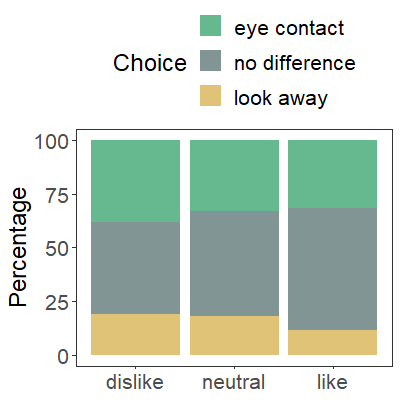 eye contact
Choice no difference
look away
100
75
50
25
0
Percentage
dislike neutral like